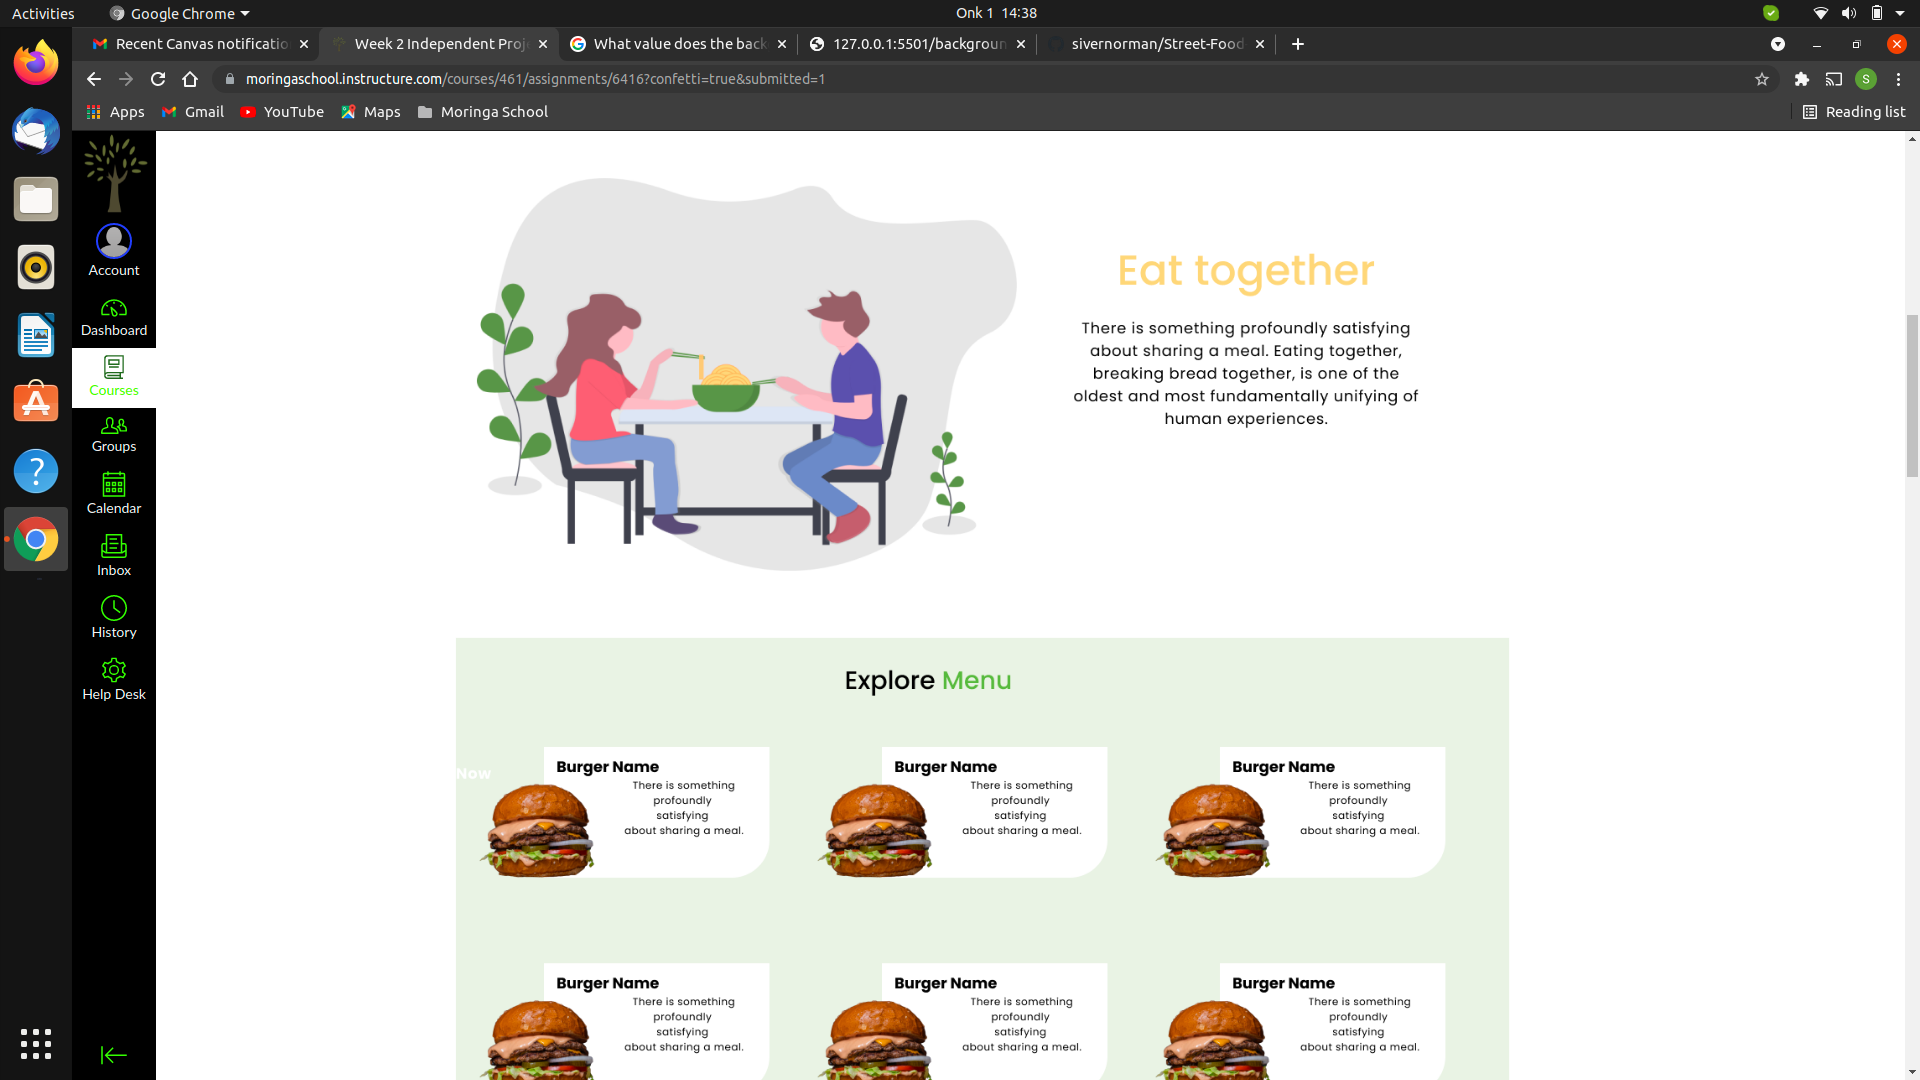 Activities
Google Chrome
Onk 1 14:38
Recent Canvas notificatio
Week 2 Independent Proj
What value does the back
127.0.0.1:5501/backgroun
sivernorman/Street-Food
moringaschool.instructure.com/courses/461/assignments/6416?confetti=true&submitted=1
S
Apps
Gmail
YouTube
Maps
Moringa School
Reading list
Account
Dashboard
Courses
Groups
Calendar
Inbox
History
Help Desk
Eat together
There is something profoundly satisfying
about sharing a meal. Eating together,
breaking bread together, is one of the
oldest and most fundamentally unifying of
human experiences.
Explore Menu
Now
Burger Name
There is something
profoundly
satisfying
about sharing a meal.
Burger Name
There is something
profoundly
satisfying
about sharing a meal.
Burger Name
There is something
profoundly
satisfying
about sharing a meal.
Burger Name
There is something
profoundly
satisfying
about sharing a meal.
Burger Name
There is something
profoundly
satisfying
about sharing a meal.
Burger Name
There is something
profoundly
satisfying
about sharing a meal.